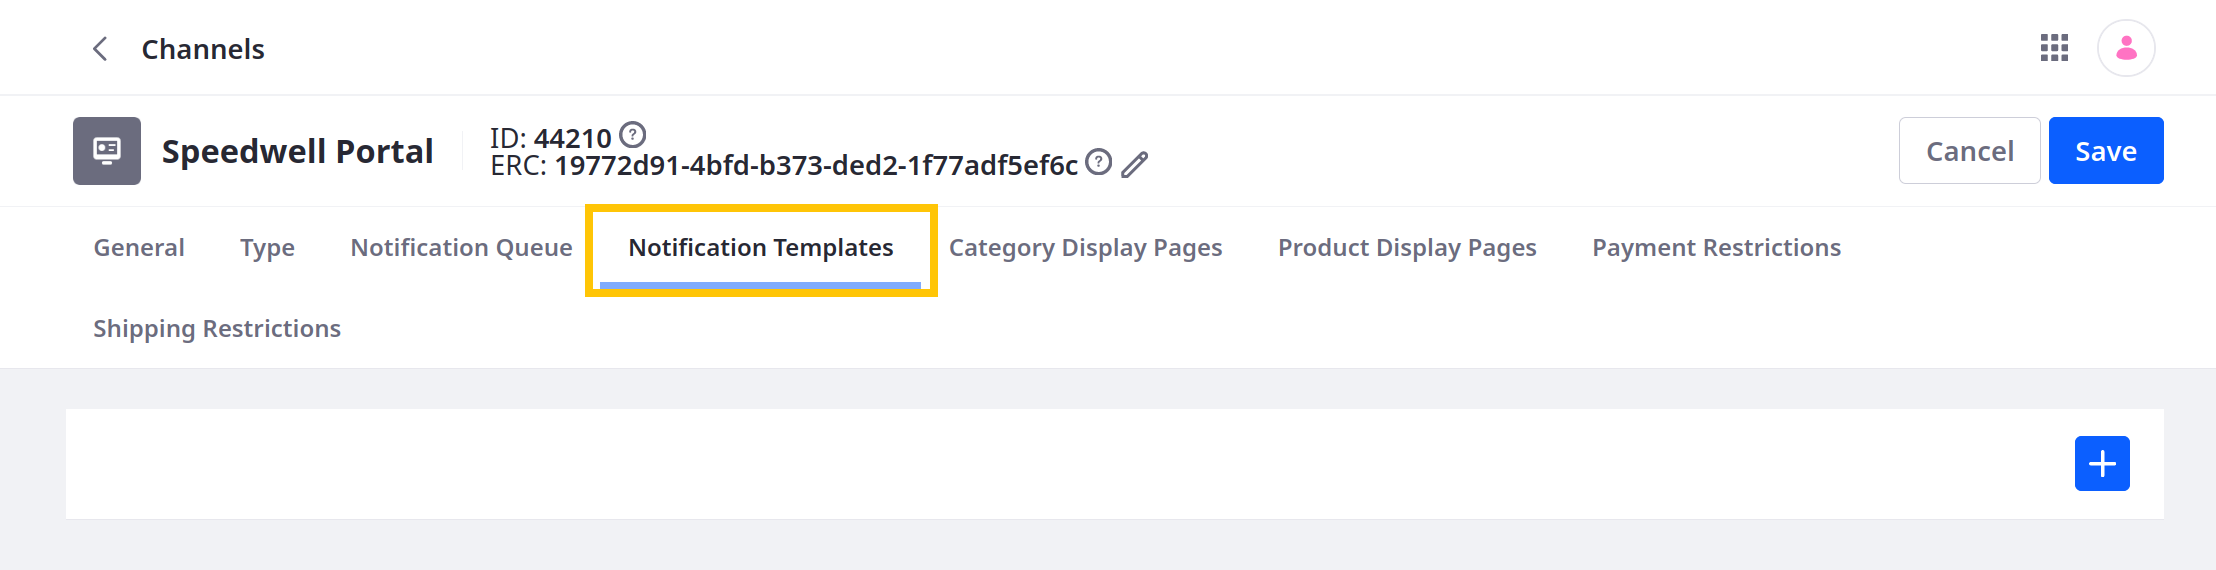 Channels
Speedwell Portal
ID: 44210
ERC: 19772d91-4bfd-b373-ded2-1f77adf5ef6c
Cancel
Save
General
Type
Notification Queue
Notification Templates
Category Display Pages
Product Display Pages
Payment Restrictions
Shipping Restrictions